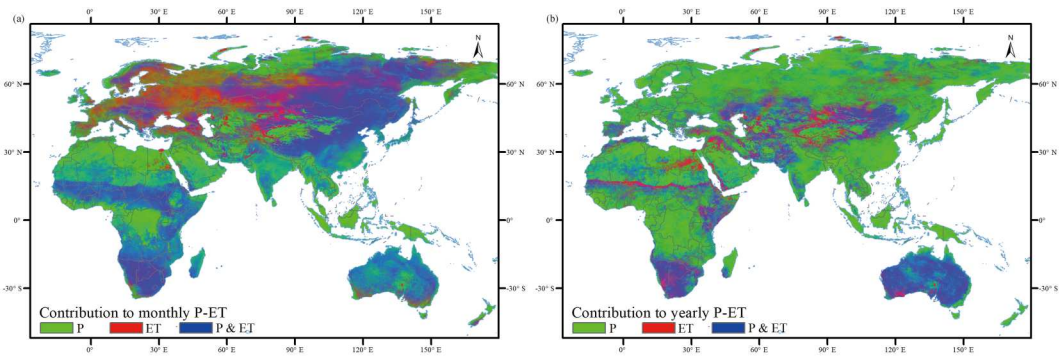 (a)
0° 30° E 60° E 90° E 120° E 150° E
N
60° N 60° N
30° N 30° N
0° 0°
30° S 30° S
Contribution to monthly P-ET
P ET P & ET
0° 30° E 60° E 90° E 120° E 150° E
(b)
0° 30° E 60° E 90° E 120° E 150° E
N
60° N 60° N
30° N 30° N
0° 0°
30° S 30° S
Contribution to yearly P-ET
P ET P & ET
0° 30° E 60° E 90° E 120° E 150° E